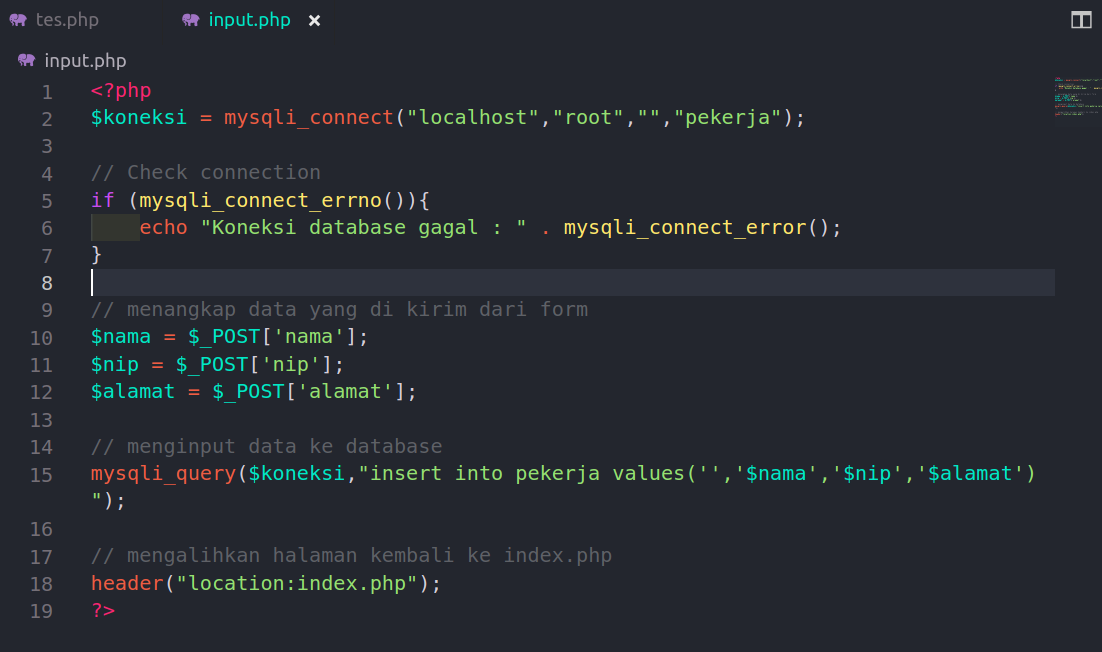 tes.php input.php ×
input.php
1 <?php
2 $koneksi = mysqli_connect("localhost","root","","pekerja");
3
4 // Check connection
5 if (mysqli_connect_errno()){
6     echo "Koneksi database gagal : " . mysqli_connect_error();
7 }
8
9 // menangkap data yang di kirim dari form
10 $nama = $_POST['nama'];
11 $nip = $_POST['nip'];
12 $alamat = $_POST['alamat'];
13
14 // menginput data ke database
15 mysqli_query($koneksi,"insert into pekerja values('','$nama','$nip','$alamat')
");
16
17 // mengalihkan halaman kembali ke index.php
18 header("location:index.php");
19 ?>